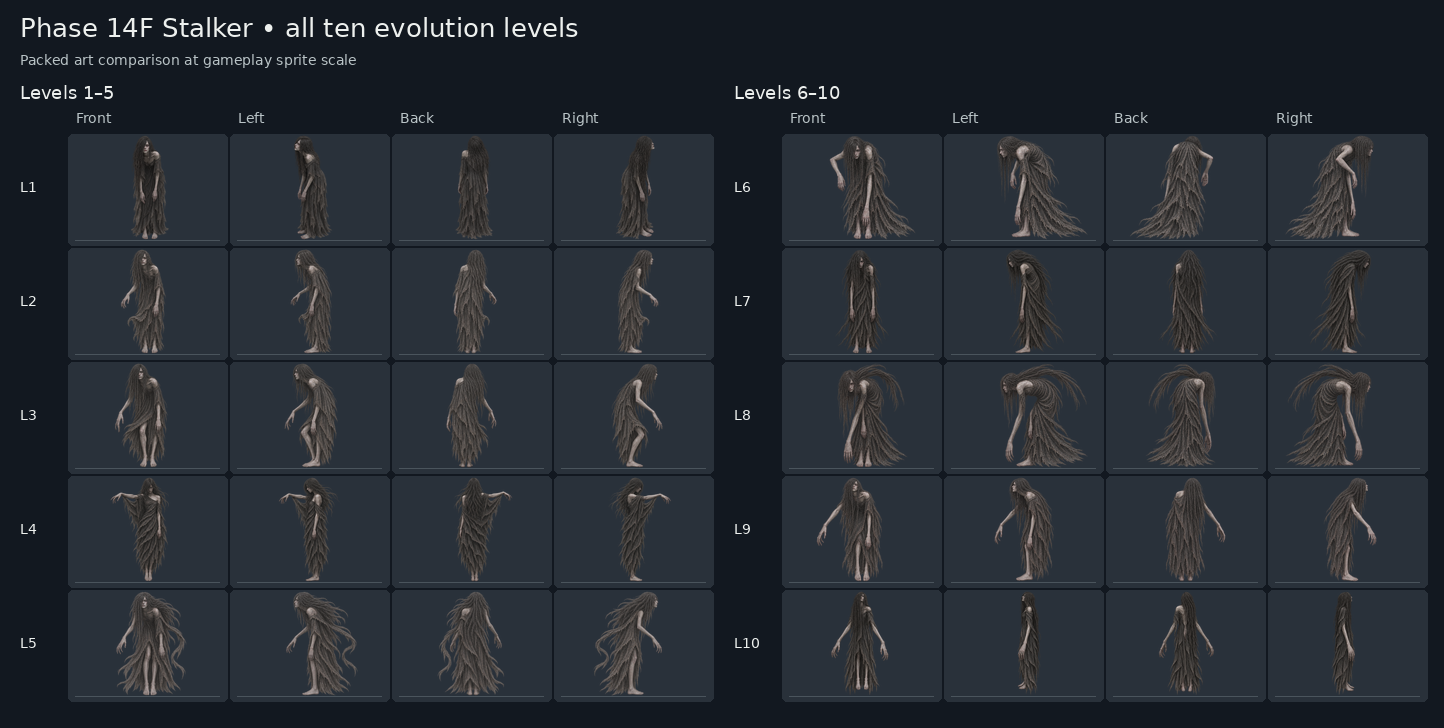 Phase 14F Stalker • all ten evolution levels
Packed art comparison at gameplay sprite scale
Levels 1–5
Front Left Back Right
L1
L2
L3
L4
L5
Levels 6–10
Front Left Back Right
L6
L7
L8
L9
L10